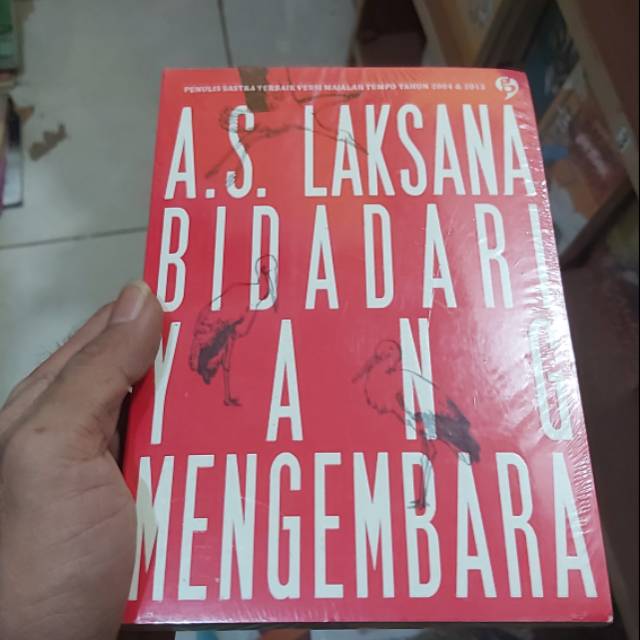 PENULIS SASTRA TERBAIK VERSI MAJALAH TEMPO TAHUN 2004 & 2013
A.S. LAKSANA
BIDADARI
YANG
MENGEMBARA